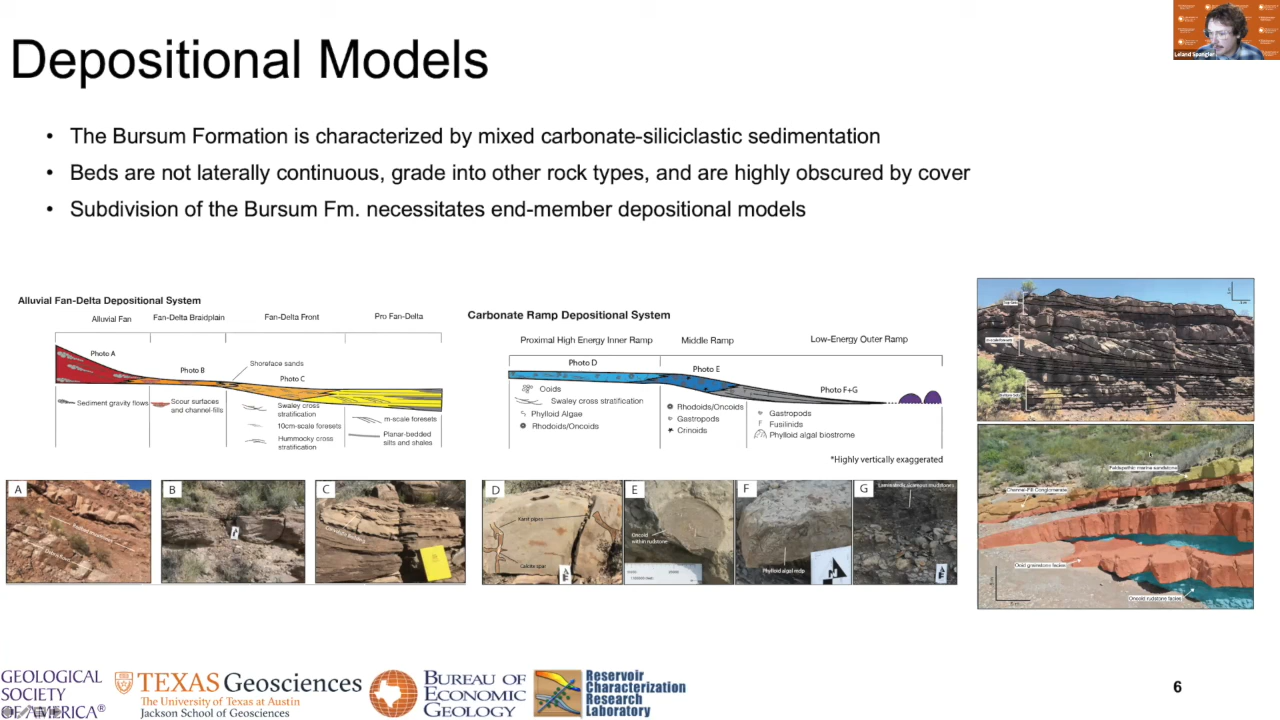 Depositional Models
Leland Spangler
• The Bursum Formation is characterized by mixed carbonate-siliciclastic sedimentation
• Beds are not laterally continuous, grade into other rock types, and are highly obscured by cover
• Subdivision of the Bursum Fm. necessitates end-member depositional models
Alluvial Fan-Delta Depositional System
Alluvial Fan
Fan-Delta Braidplain
Fan-Delta Front
Pro Fan-Delta
Photo A
Photo B
Shoreface sands
Photo C
Sediment gravity flows
Scour surfaces
and channel-fills
Swaley cross
stratification
10cm-scale foresets
Hummocky cross
stratification
m-scale foresets
Planar-bedded
silts and shales
Carbonate Ramp Depositional System
Proximal High Energy Inner Ramp
Middle Ramp
Low-Energy Outer Ramp
Photo D
Photo E
Photo F+G
Ooids
Swaley cross stratification
Phylloid Algae
Rhodoids/Oncoids
Rhodoids/Oncoids
Gastropods
Crinoids
Gastropods
Fusilinids
Phylloid algal biostrome
*Highly vertically exaggerated
A
B
C
D
Karst pipes
Calcite spar
E
Oncoid
within rudstone
F
Phylloid algal mdp
G
Feldspathic marine sandstone
Channel-Fill Conglomerate
Ooid grainstone facies
Oncoid rudstone facies
5 m
GEOLOGICAL
SOCIETY
OF AMERICA®
TEXAS Geosciences
The University of Texas at Austin
Jackson School of Geosciences
BUREAU OF
ECONOMIC
GEOLOGY
Reservoir
Characterization
Research
Laboratory
6